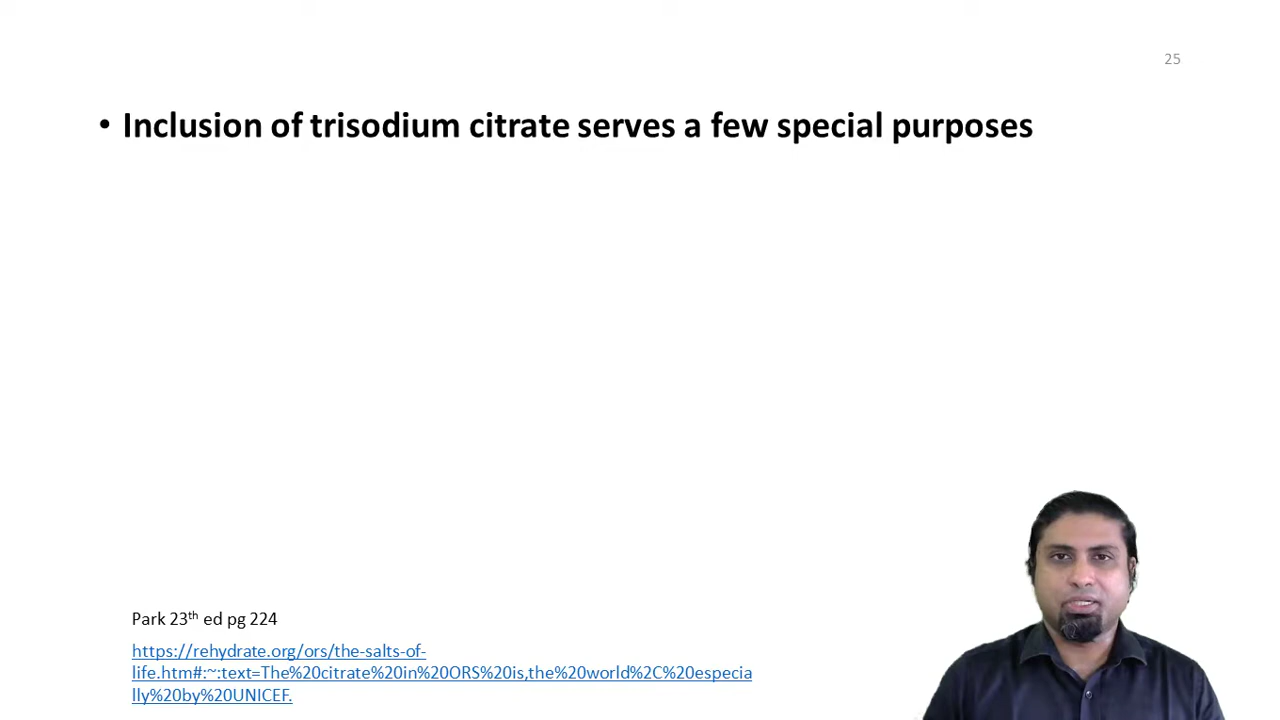 25
• Inclusion of trisodium citrate serves a few special purposes
Park 23th ed pg 224
https://rehydrate.org/ors/the-salts-of-
life.htm#:~:text=The%20citrate%20in%20ORS%20is,the%20world%2C%20especia
lly%20by%20UNICEF.